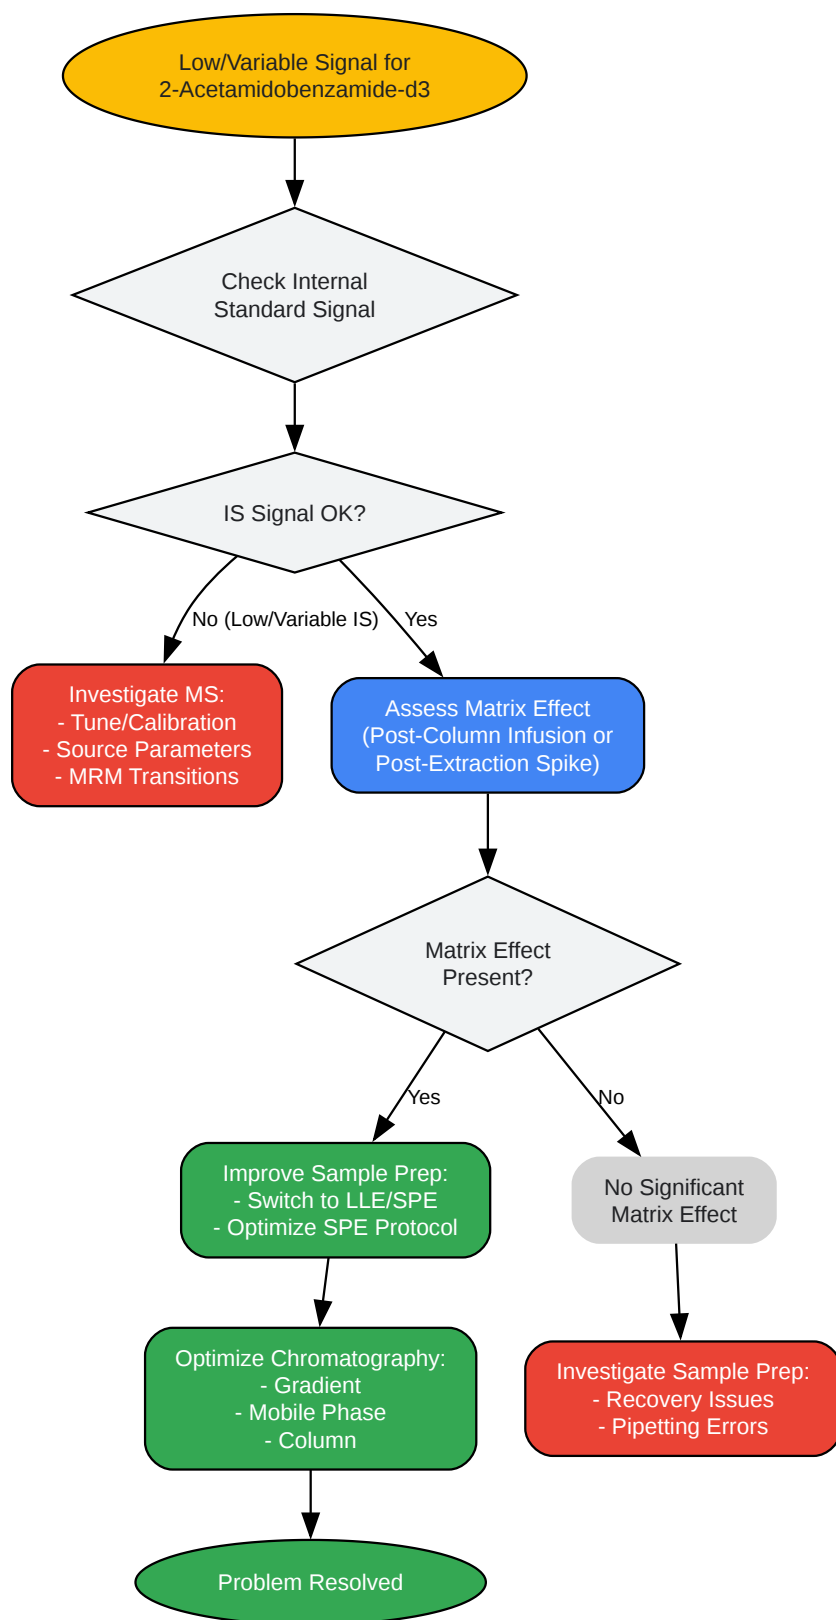 Low/Variable Signal for
2-Acetamidobenzamide-d3
Check Internal
Standard Signal
IS Signal OK?
No (Low/Variable IS)
Yes
Investigate MS:
- Tune/Calibration
- Source Parameters
- MRM Transitions
Assess Matrix Effect
(Post-Column Infusion or
Post-Extraction Spike)
Matrix Effect
Present?
Yes
No
Improve Sample Prep:
- Switch to LLE/SPE
- Optimize SPE Protocol
No Significant
Matrix Effect
Optimize Chromatography:
- Gradient
- Mobile Phase
- Column
Investigate Sample Prep:
- Recovery Issues
- Pipetting Errors
Problem Resolved